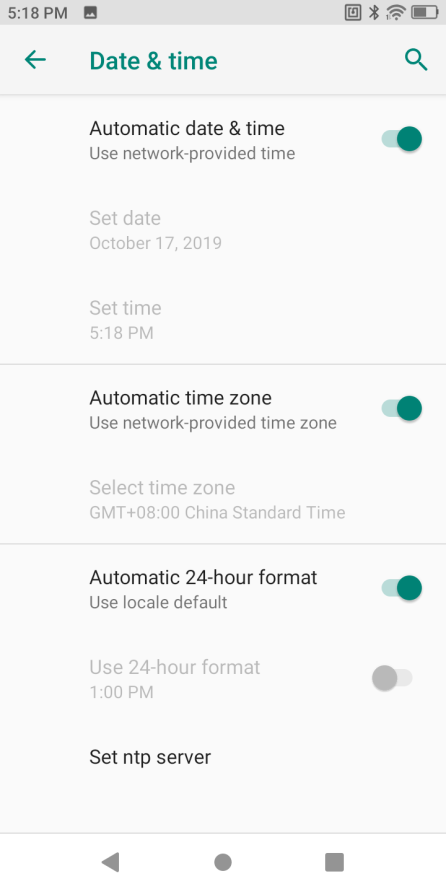 5:18 PM
Date & time
Automatic date & time
Use network-provided time
Set date
October 17, 2019
Set time
5:18 PM
Automatic time zone
Use network-provided time zone
Select time zone
GMT+08:00 China Standard Time
Automatic 24-hour format
Use locale default
Use 24-hour format
1:00 PM
Set ntp server